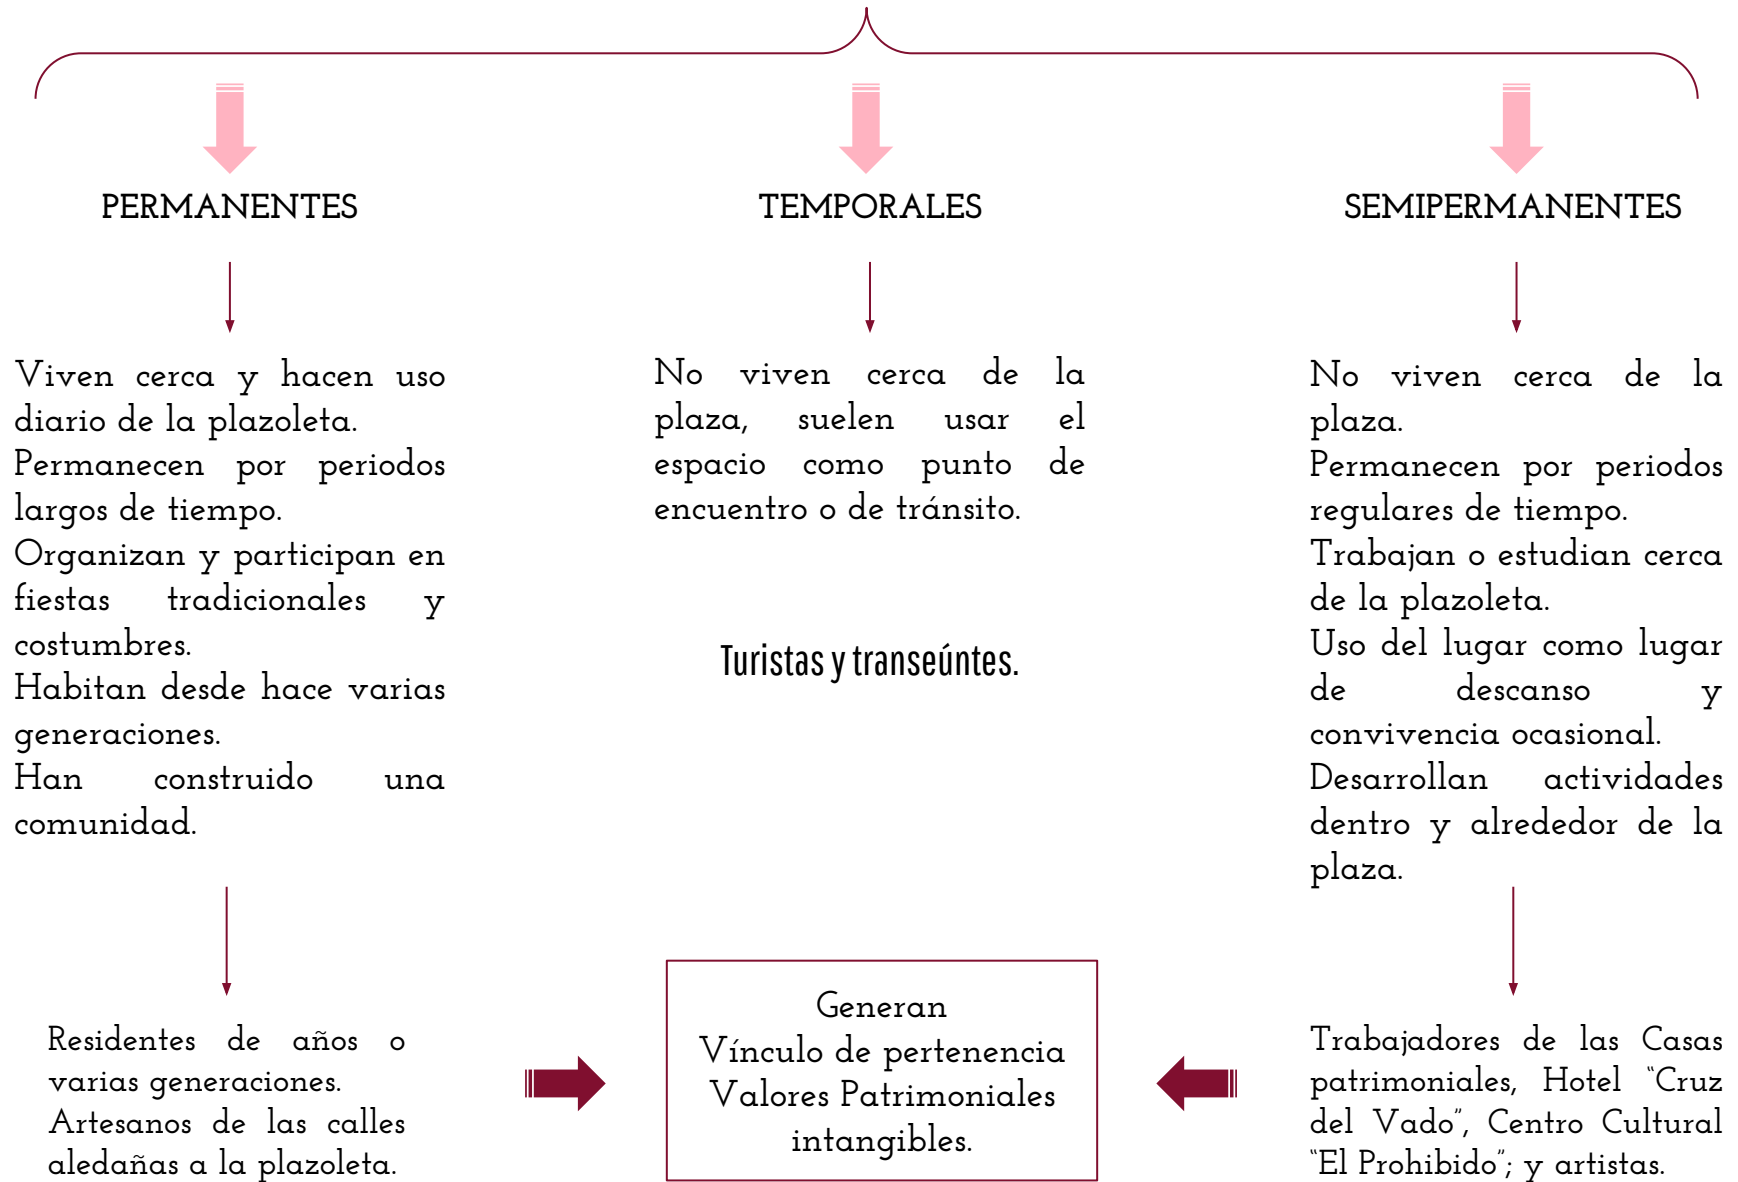 PERMANENTES
Viven cerca y hacen uso
diario de la plazoleta.
Permanecen por periodos
largos de tiempo.
Organizan y participan en
fiestas tradicionales y
costumbres.
Habitan desde hace varias
generaciones.
Han construido una
comunidad.
Residentes de años o
varias generaciones.
Artesanos de las calles
aledañas a la plazoleta.
TEMPORALES
No viven cerca de la
plaza, suelen usar el
espacio como punto de
encuentro o de tránsito.
Turistas y transeúntes.
Generan
Vínculo de pertenencia
Valores Patrimoniales
intangibles.
SEMIPERMANENTES
No viven cerca de la
plaza.
Permanecen por periodos
regulares de tiempo.
Trabajan o estudian cerca
de la plazoleta.
Uso del lugar como lugar
de descanso y
convivencia ocasional.
Desarrollan actividades
dentro y alrededor de la
plaza.
Trabajadores de las Casas
patrimoniales, Hotel “Cruz
del Vado”, Centro Cultural
“El Prohibido”; y artistas.